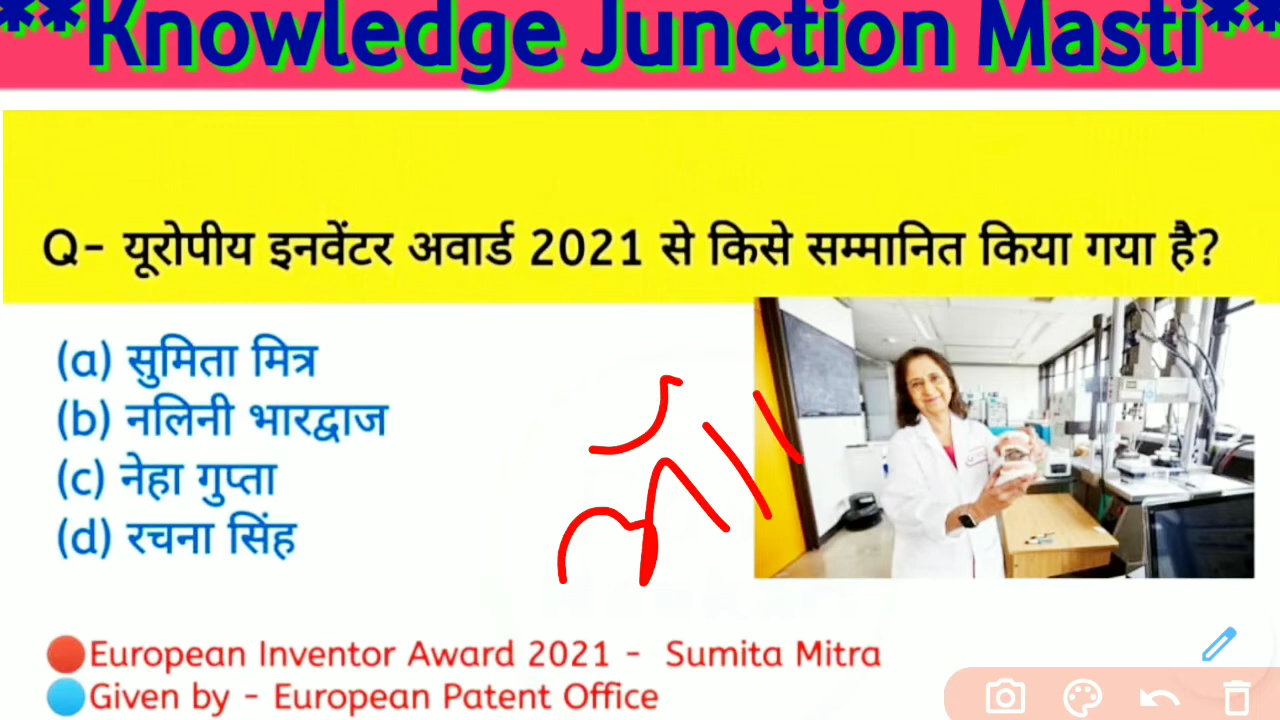 **Knowledge Junction Masti**
Q- यूरोपीय इनवेंटर अवार्ड 2021 से किसे सम्मानित किया गया है?
(a) सुमिता मित्र
(b) नलिनी भारद्वाज
(c) नेहा गुप्ता
(d) रचना सिंह
European Inventor Award 2021 - Sumita Mitra
Given by - European Patent Office